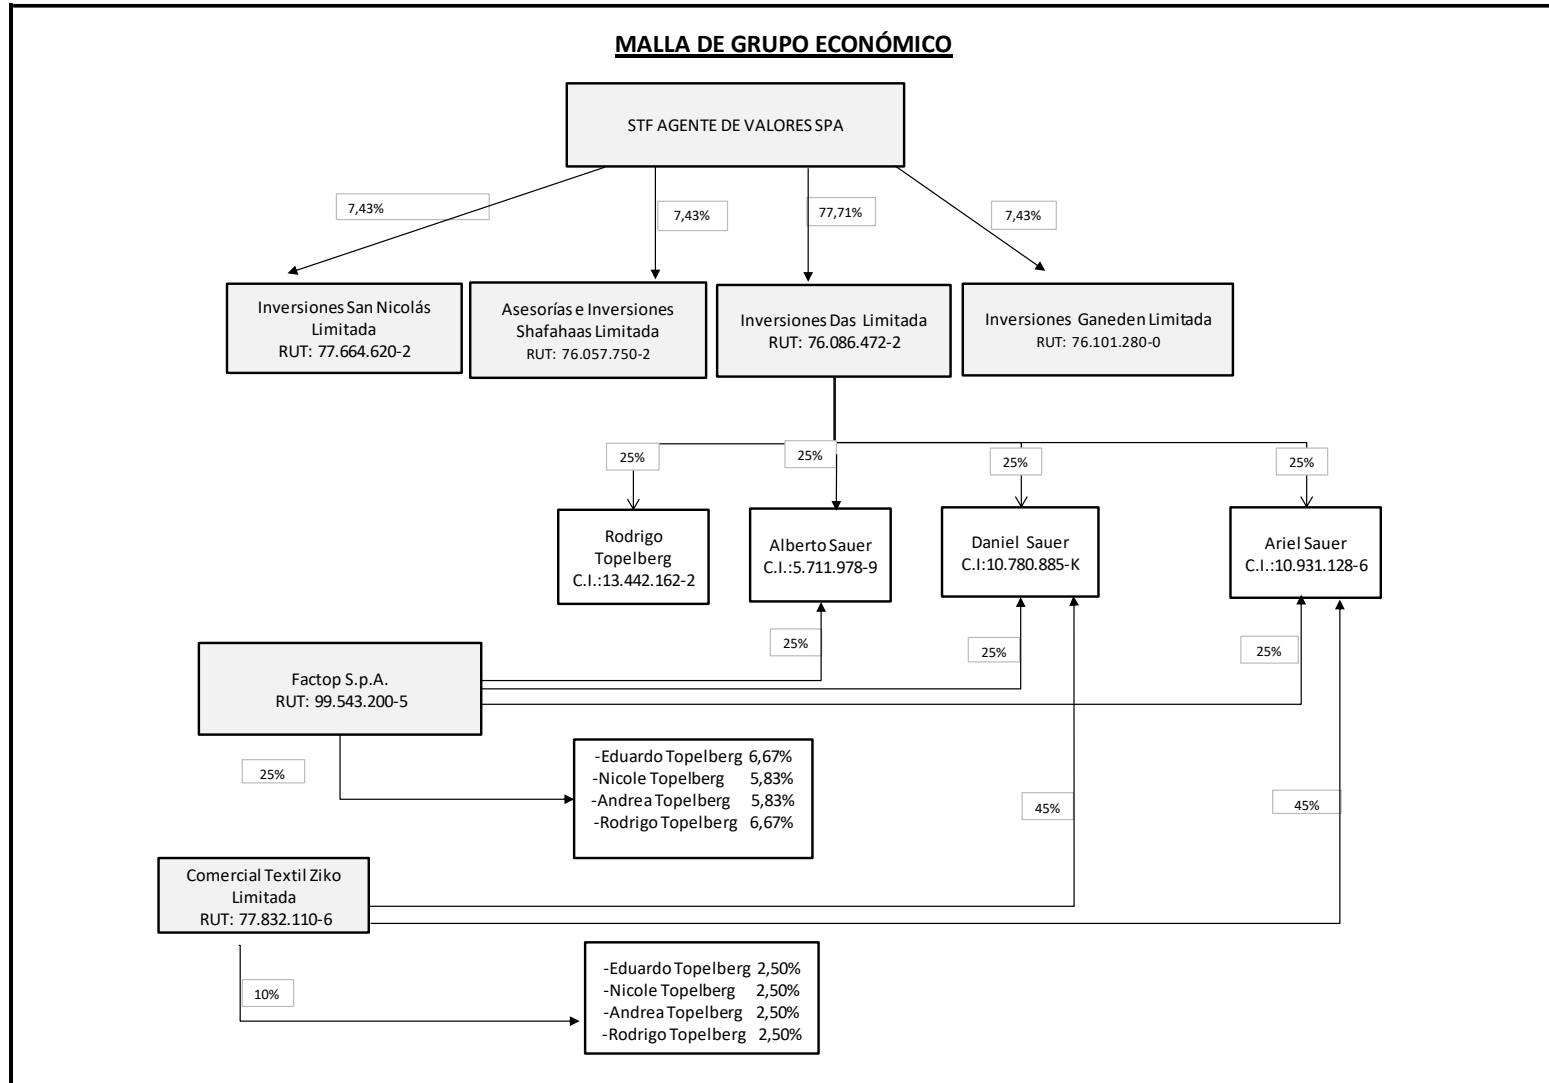 MALLA DE GRUPO ECONÓMICO
STF AGENTE DE VALORES SPA
7,43%
7,43%
77,71%
7,43%
Inversiones San Nicolás
Limitada
RUT: 77.664.620-2
Asesorías e Inversiones
Shafahaas Limitada
RUT: 76.057.750-2
Inversiones Das Limitada
RUT: 76.086.472-2
Inversiones Ganeden Limitada
RUT: 76.101.280-0
25%
25%
25%
25%
Rodrigo
Topelberg
C.I.:13.442.162-2
Alberto Sauer
C.I.:5.711.978-9
Daniel Sauer
C.I:10.780.885-K
Ariel Sauer
C.I.:10.931.128-6
25%
25%
25%
Factop S.p.A.
RUT: 99.543.200-5
25%
-Eduardo Topelberg 6,67%
-Nicole Topelberg 5,83%
-Andrea Topelberg 5,83%
-Rodrigo Topelberg 6,67%
45%
45%
Comercial Textil Ziko
Limitada
RUT: 77.832.110-6
10%
-Eduardo Topelberg 2,50%
-Nicole Topelberg 2,50%
-Andrea Topelberg 2,50%
-Rodrigo Topelberg 2,50%